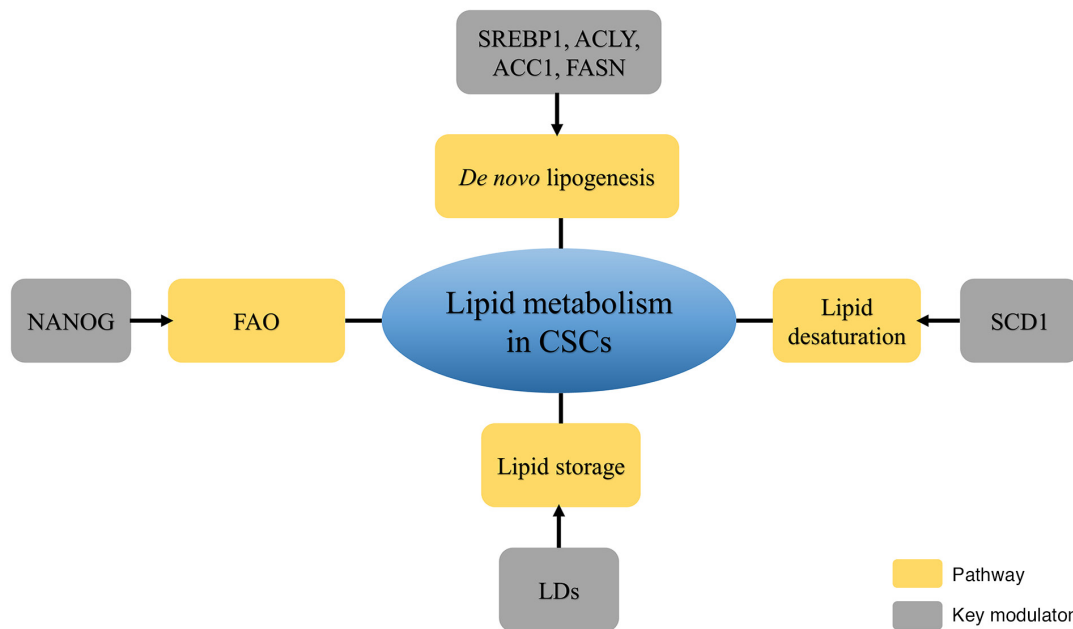 SREBP1, ACLY,
ACC1, FASN
De novo lipogenesis
NANOG
FAO
Lipid metabolism
in CSCs
Lipid
desaturation
SCD1
Lipid storage
LDs
Pathway
Key modulator